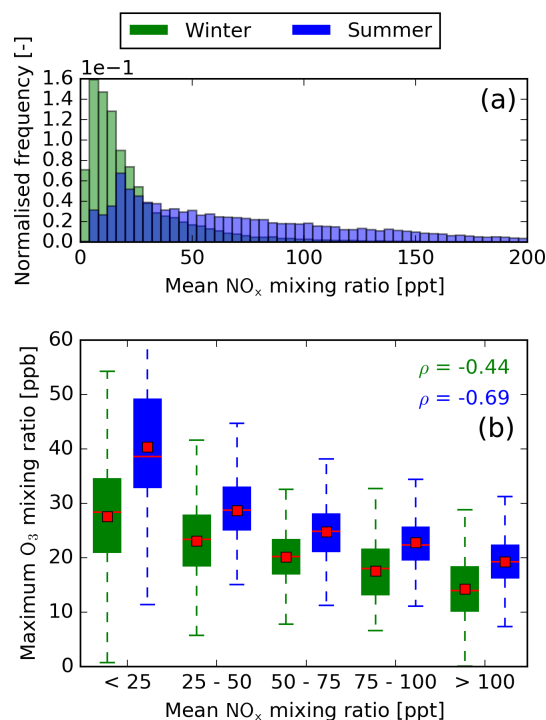 Winter Summer
1e−1
1.6
1.4
1.2
1.0
0.8
0.6
0.4
0.2
0.0
Normalised frequency [-]
(a)
0 50 100 150 200
Mean NOₓ mixing ratio [ppt]
60
50
40
30
20
10
0
Maximum O₃ mixing ratio [ppb]
ρ = -0.44
ρ = -0.69
(b)
< 25 25 - 50 50 - 75 75 - 100 > 100
Mean NOₓ mixing ratio [ppt]